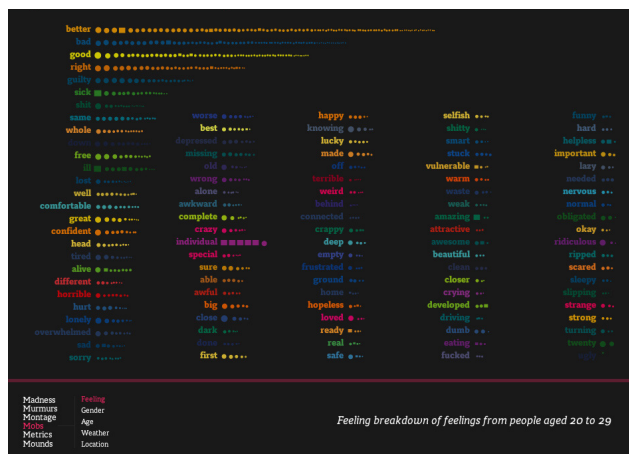 better
bad
good
right
guilty
sick
shit
same
whole
down
free
ill
lost
well
comfortable
great
confident
head
tired
alive
different
horrible
hurt
lonely
overwhelmed
sad
sorry
worse
best
depressed
missing
old
wrong
alone
awkward
complete
crazy
individual
special
sure
able
awful
big
close
dark
done
first
happy
knowing
lucky
made
off
terrible
weird
behind
connected
crappy
deep
empty
frustrated
ground
home
hopeless
loved
ready
real
safe
selfish
shitty
smart
stuck
vulnerable
warm
waste
weak
amazing
attractive
awesome
beautiful
clean
closer
crying
developed
driving
dumb
eating
fucked
funny
hard
helpless
important
lazy
needed
nervous
normal
obligated
okay
ridiculous
ripped
scared
sleepy
slipping
strange
strong
turning
twenty
ugly
Madness
Murmurs
Montage
Mobs
Metrics
Mounds
Feeling
Gender
Age
Weather
Location
Feeling breakdown of feelings from people aged 20 to 29